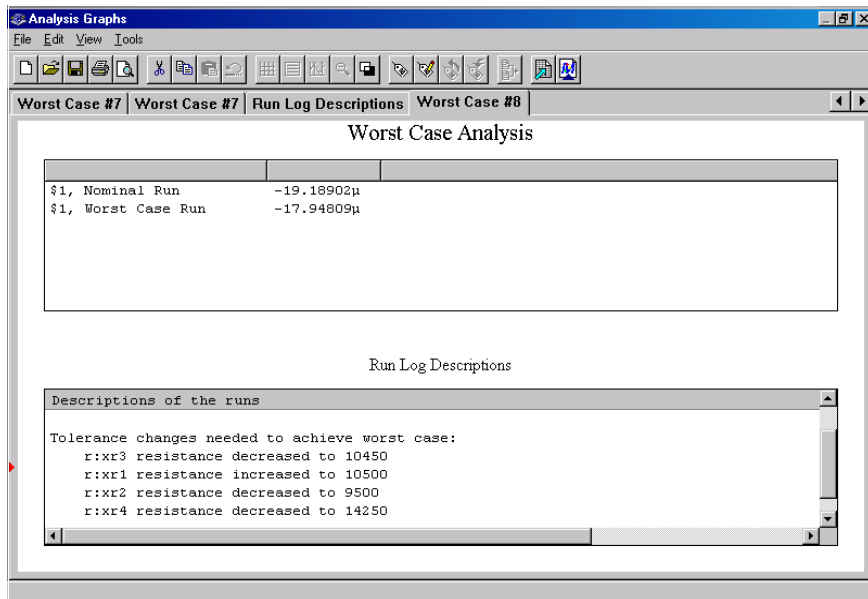 Analysis Graphs
File Edit View Tools
Worst Case #7 Worst Case #7 Run Log Descriptions Worst Case #8
Worst Case Analysis
$1, Nominal Run -19.18902µ
$1, Worst Case Run -17.94809µ
Run Log Descriptions
Descriptions of the runs
Tolerance changes needed to achieve worst case:
r:xr3 resistance decreased to 10450
r:xr1 resistance increased to 10500
r:xr2 resistance decreased to 9500
r:xr4 resistance decreased to 14250